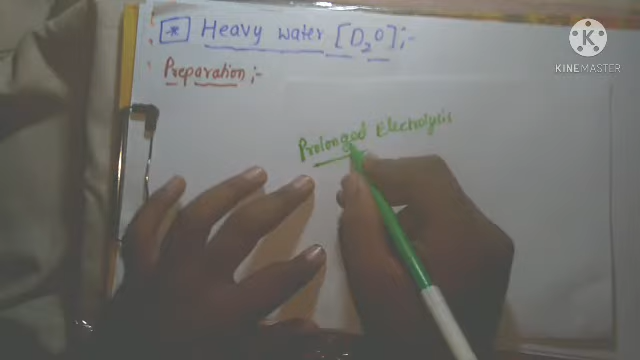 * Heavy water [D₂O];-
Preparation;-
Prolonged Electrolysis
K
KINEMASTER